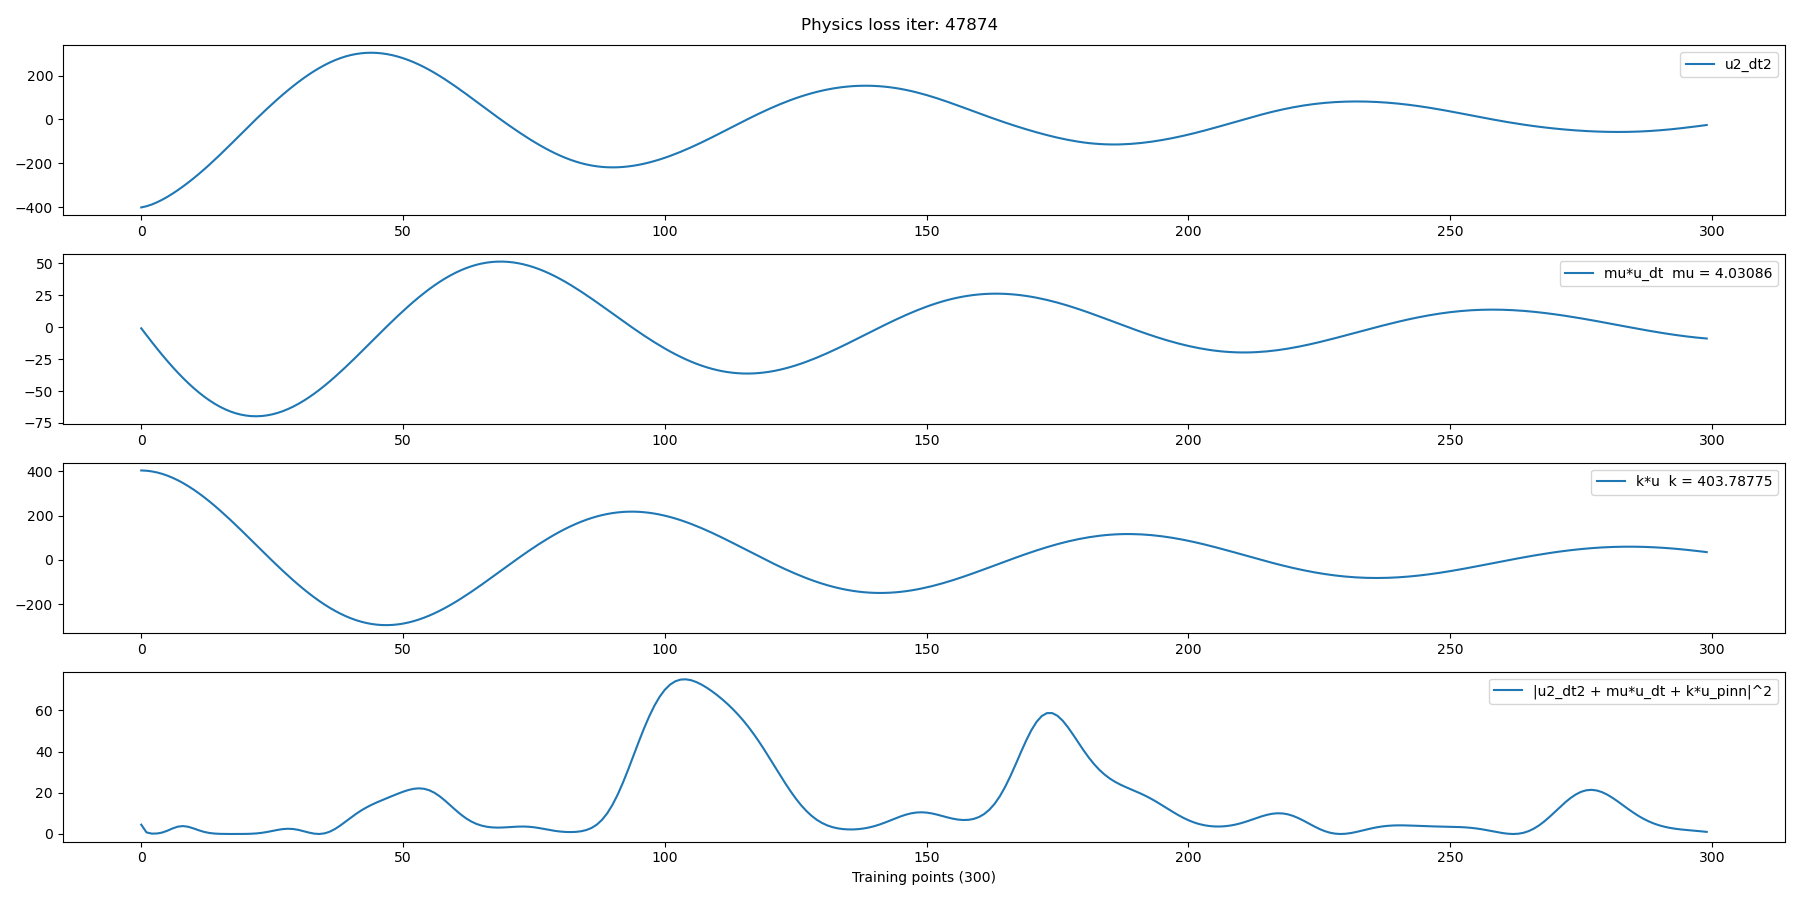 Physics loss iter: 47874
200
0
−200
−400
u2_dt2
0 50 100 150 200 250 300
50
25
0
−25
−50
−75
mu*u_dt mu = 4.03086
0 50 100 150 200 250 300
400
200
0
−200
k*u k = 403.78775
0 50 100 150 200 250 300
60
40
20
0
|u2_dt2 + mu*u_dt + k*u_pinn|^2
0 50 100 150 200 250 300
Training points (300)